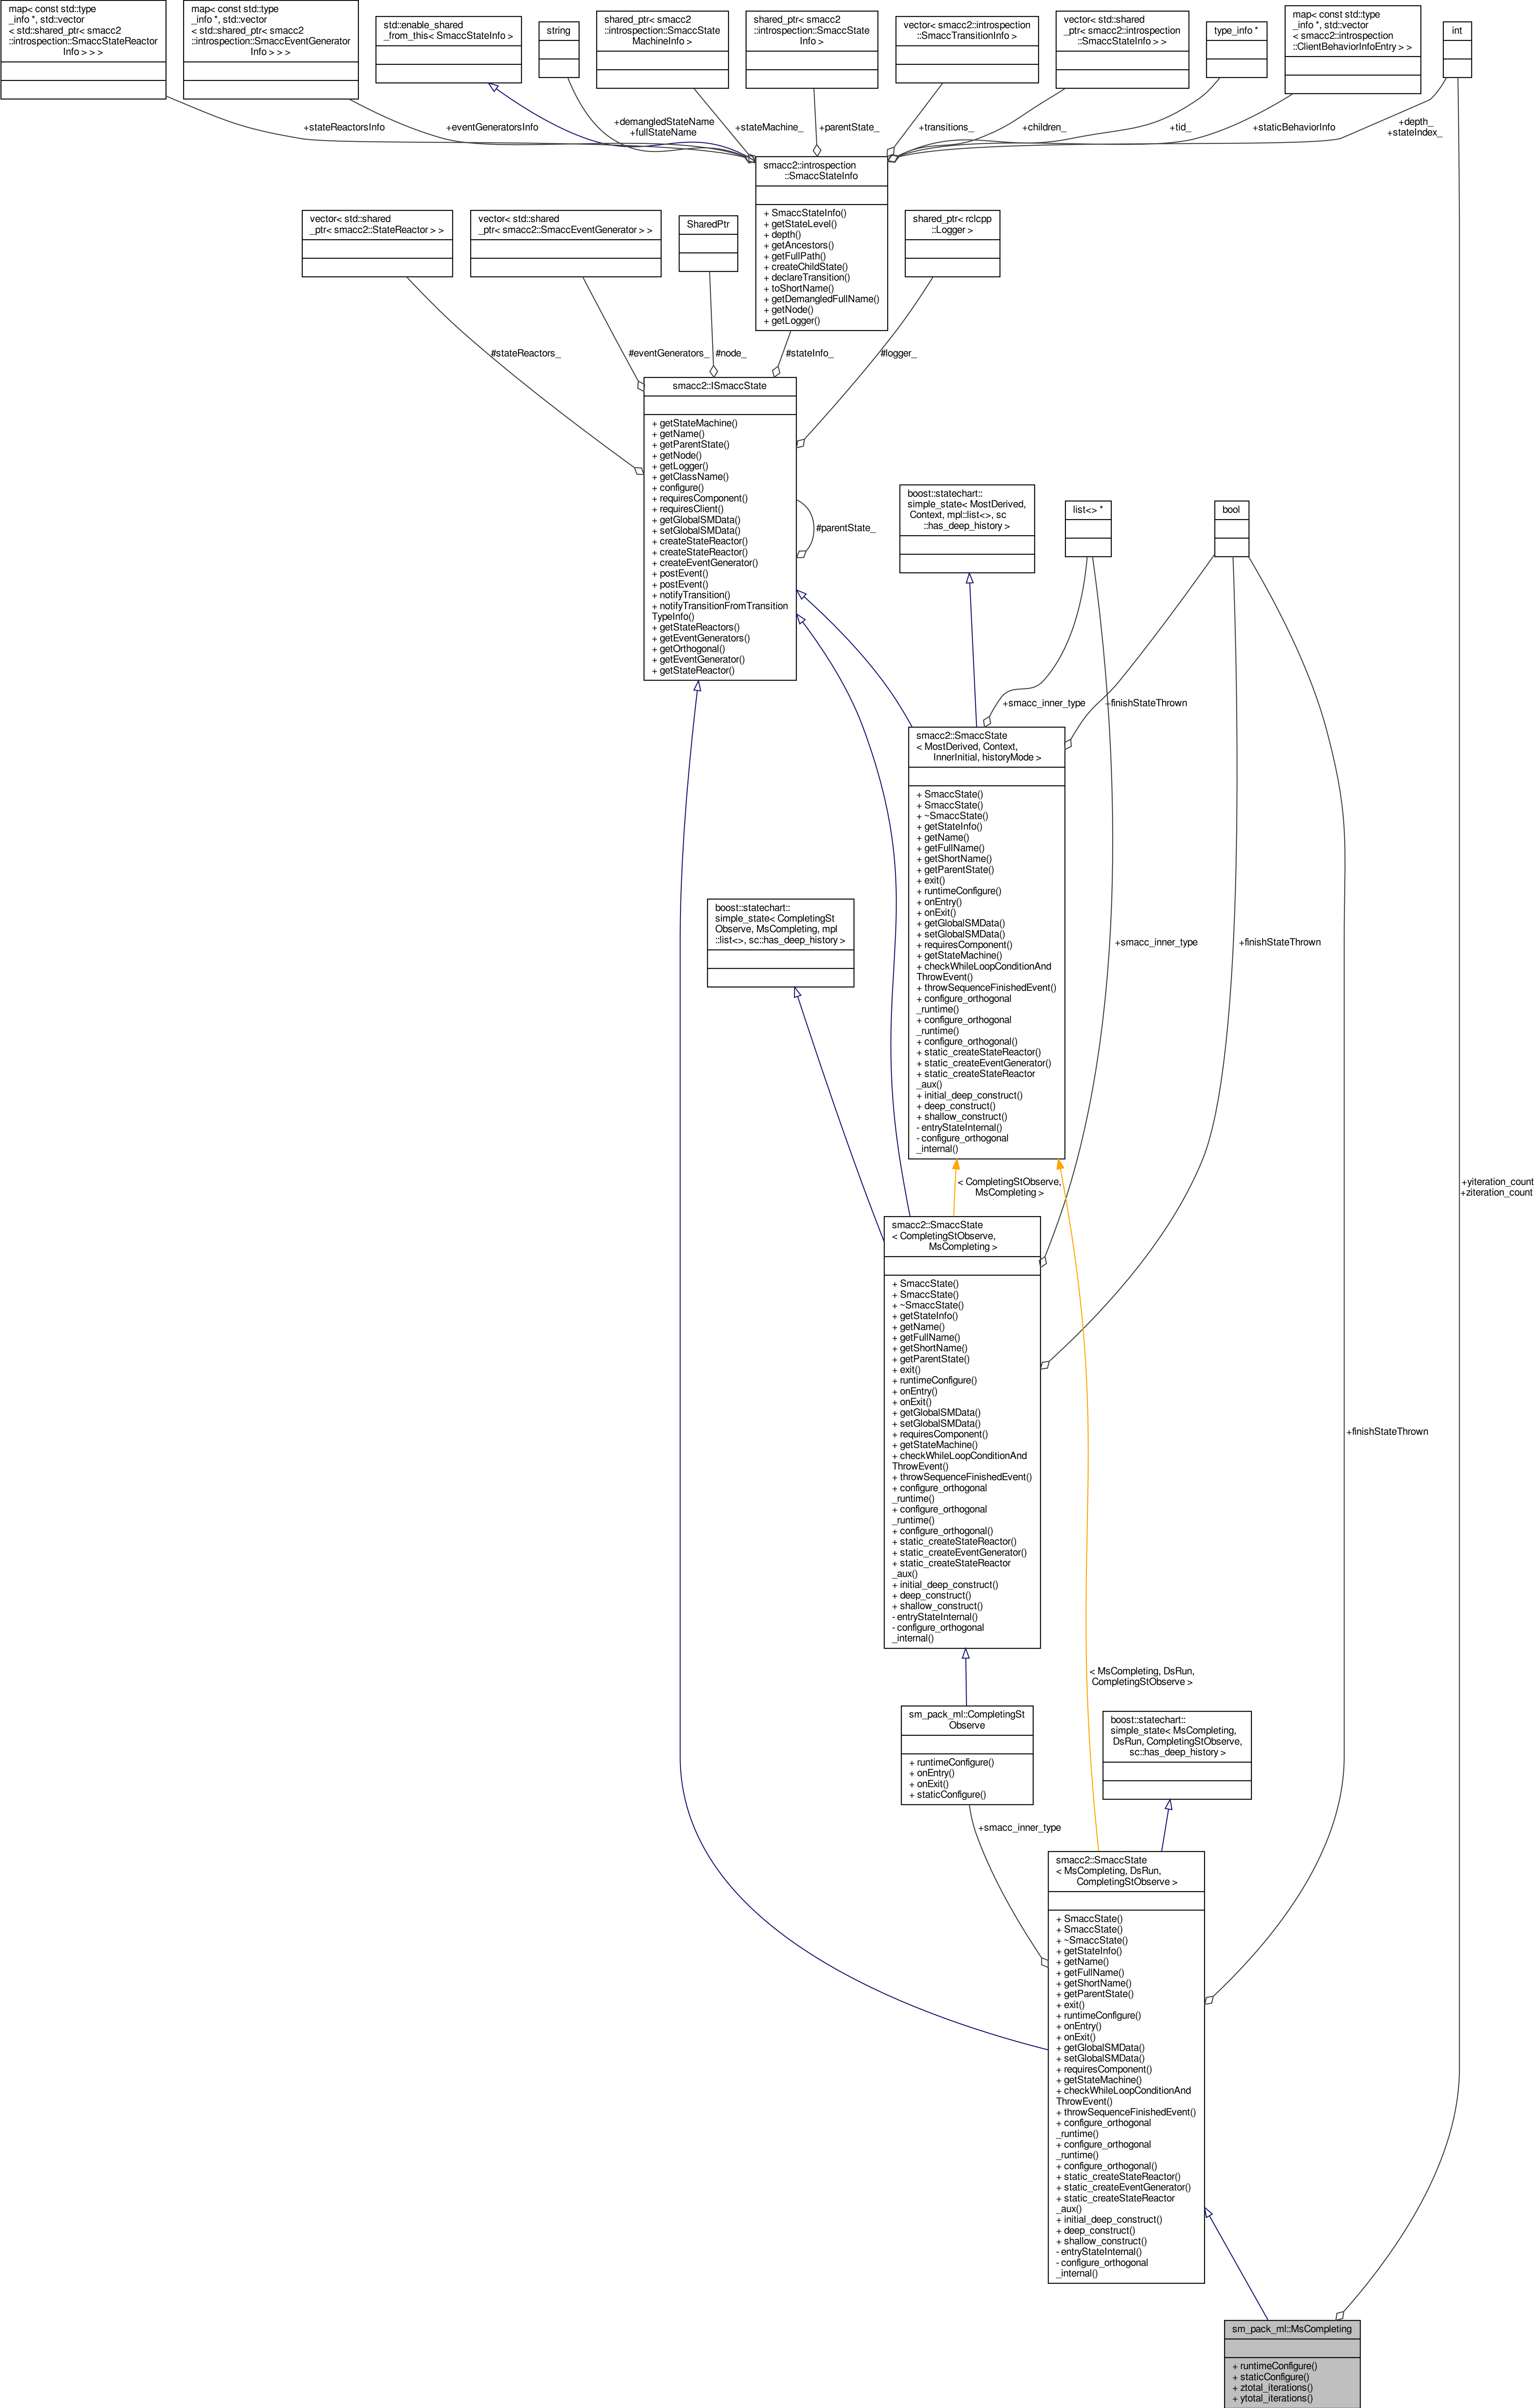 map< const std::type
_info *, std::vector
< std::shared_ptr< smacc2
::introspection::SmaccStateReactor
Info > > >
map< const std::type
_info *, std::vector
< std::shared_ptr< smacc2
::introspection::SmaccEventGenerator
Info > > >
std::enable_shared
_from_this< SmaccStateInfo >
string
shared_ptr< smacc2
::introspection::SmaccState
MachineInfo >
shared_ptr< smacc2
::introspection::SmaccState
Info >
vector< smacc2::introspection
::SmaccTransitionInfo >
vector< std::shared
_ptr< smacc2::introspection
::SmaccStateInfo > >
type_info *
map< const std::type
_info *, std::vector
< smacc2::introspection
::ClientBehaviorInfoEntry > >
int
+stateReactorsInfo
+eventGeneratorsInfo
+demangledStateName
+fullStateName
+stateMachine_
+parentState_
+transitions_
+children_
+tid_
+staticBehaviorInfo
+depth_
+stateIndex_
smacc2::introspection
::SmaccStateInfo
+ SmaccStateInfo()
+ getStateLevel()
+ depth()
+ getAncestors()
+ getFullPath()
+ createChildState()
+ declareTransition()
+ toShortName()
+ getDemangledFullName()
+ getNode()
+ getLogger()
vector< std::shared
_ptr< smacc2::StateReactor > >
vector< std::shared
_ptr< smacc2::SmaccEventGenerator > >
SharedPtr
shared_ptr< rclcpp
::Logger >
#stateReactors_
#eventGenerators_
#node_
#stateInfo_
#logger_
smacc2::ISmaccState
+ getStateMachine()
+ getName()
+ getParentState()
+ getNode()
+ getLogger()
+ getClassName()
+ configure()
+ requiresComponent()
+ requiresClient()
+ getGlobalSMData()
+ setGlobalSMData()
+ createStateReactor()
+ createStateReactor()
+ createEventGenerator()
+ postEvent()
+ postEvent()
+ notifyTransition()
+ notifyTransitionFromTransition
TypeInfo()
+ getStateReactors()
+ getEventGenerators()
+ getOrthogonal()
+ getEventGenerator()
+ getStateReactor()
#parentState_
boost::statechart::
simple_state< MostDerived,
Context, mpl::list<>, sc
::has_deep_history >
list<> *
bool
+smacc_inner_type
+finishStateThrown
smacc2::SmaccState
< MostDerived, Context,
InnerInitial, historyMode >
+ SmaccState()
+ SmaccState()
+ ~SmaccState()
+ getStateInfo()
+ getName()
+ getFullName()
+ getShortName()
+ getParentState()
+ exit()
+ runtimeConfigure()
+ onEntry()
+ onExit()
+ getGlobalSMData()
+ setGlobalSMData()
+ requiresComponent()
+ getStateMachine()
+ checkWhileLoopConditionAnd
ThrowEvent()
+ throwSequenceFinishedEvent()
+ configure_orthogonal
_runtime()
+ configure_orthogonal
_runtime()
+ configure_orthogonal()
+ static_createStateReactor()
+ static_createEventGenerator()
+ static_createStateReactor
_aux()
+ initial_deep_construct()
+ deep_construct()
+ shallow_construct()
- entryStateInternal()
- configure_orthogonal
_internal()
boost::statechart::
simple_state< CompletingSt
Observe, MsCompleting, mpl
::list<>, sc::has_deep_history >
+smacc_inner_type
+finishStateThrown
< CompletingStObserve,
MsCompleting >
+yiteration_count
+ziteration_count
smacc2::SmaccState
< CompletingStObserve,
MsCompleting >
+ SmaccState()
+ SmaccState()
+ ~SmaccState()
+ getStateInfo()
+ getName()
+ getFullName()
+ getShortName()
+ getParentState()
+ exit()
+ runtimeConfigure()
+ onEntry()
+ onExit()
+ getGlobalSMData()
+ setGlobalSMData()
+ requiresComponent()
+ getStateMachine()
+ checkWhileLoopConditionAnd
ThrowEvent()
+ throwSequenceFinishedEvent()
+ configure_orthogonal
_runtime()
+ configure_orthogonal
_runtime()
+ configure_orthogonal()
+ static_createStateReactor()
+ static_createEventGenerator()
+ static_createStateReactor
_aux()
+ initial_deep_construct()
+ deep_construct()
+ shallow_construct()
- entryStateInternal()
- configure_orthogonal
_internal()
+finishStateThrown
< MsCompleting, DsRun,
CompletingStObserve >
sm_pack_ml::CompletingSt
Observe
+ runtimeConfigure()
+ onEntry()
+ onExit()
+ staticConfigure()
boost::statechart::
simple_state< MsCompleting,
DsRun, CompletingStObserve,
sc::has_deep_history >
+smacc_inner_type
smacc2::SmaccState
< MsCompleting, DsRun,
CompletingStObserve >
+ SmaccState()
+ SmaccState()
+ ~SmaccState()
+ getStateInfo()
+ getName()
+ getFullName()
+ getShortName()
+ getParentState()
+ exit()
+ runtimeConfigure()
+ onEntry()
+ onExit()
+ getGlobalSMData()
+ setGlobalSMData()
+ requiresComponent()
+ getStateMachine()
+ checkWhileLoopConditionAnd
ThrowEvent()
+ throwSequenceFinishedEvent()
+ configure_orthogonal
_runtime()
+ configure_orthogonal
_runtime()
+ configure_orthogonal()
+ static_createStateReactor()
+ static_createEventGenerator()
+ static_createStateReactor
_aux()
+ initial_deep_construct()
+ deep_construct()
+ shallow_construct()
- entryStateInternal()
- configure_orthogonal
_internal()
sm_pack_ml::MsCompleting
+ runtimeConfigure()
+ staticConfigure()
+ ztotal_iterations()
+ ytotal_iterations()